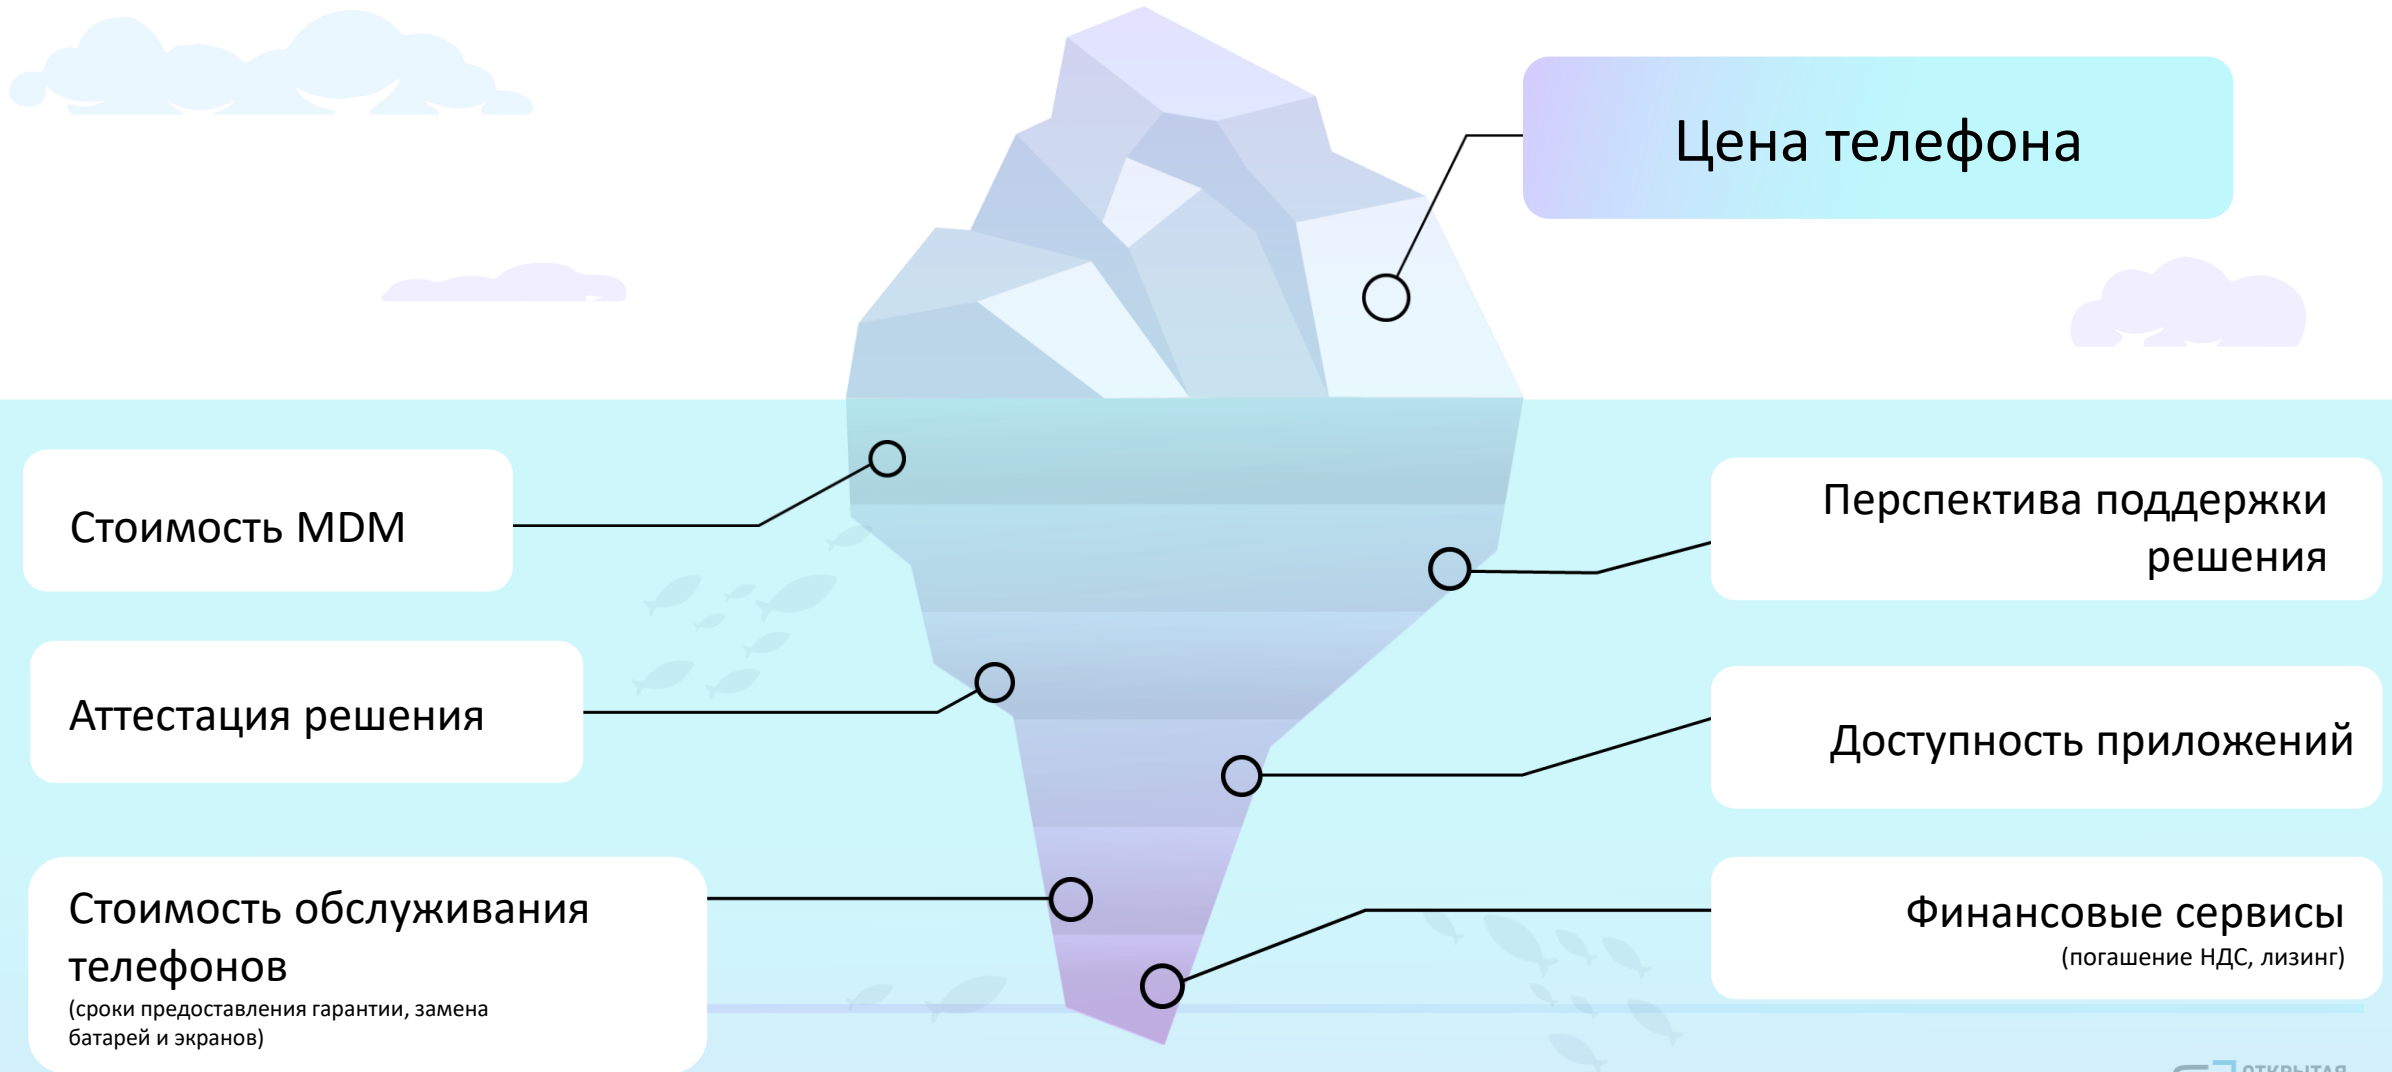 Цена телефона
Стоимость MDM
Перспектива поддержки
решения
Аттестация решения
Доступность приложений
Стоимость обслуживания
телефонов
(сроки предоставления гарантии, замена
батарей и экранов)
Финансовые сервисы
(погашение НДС, лизинг)
ОТКРЫТАЯ